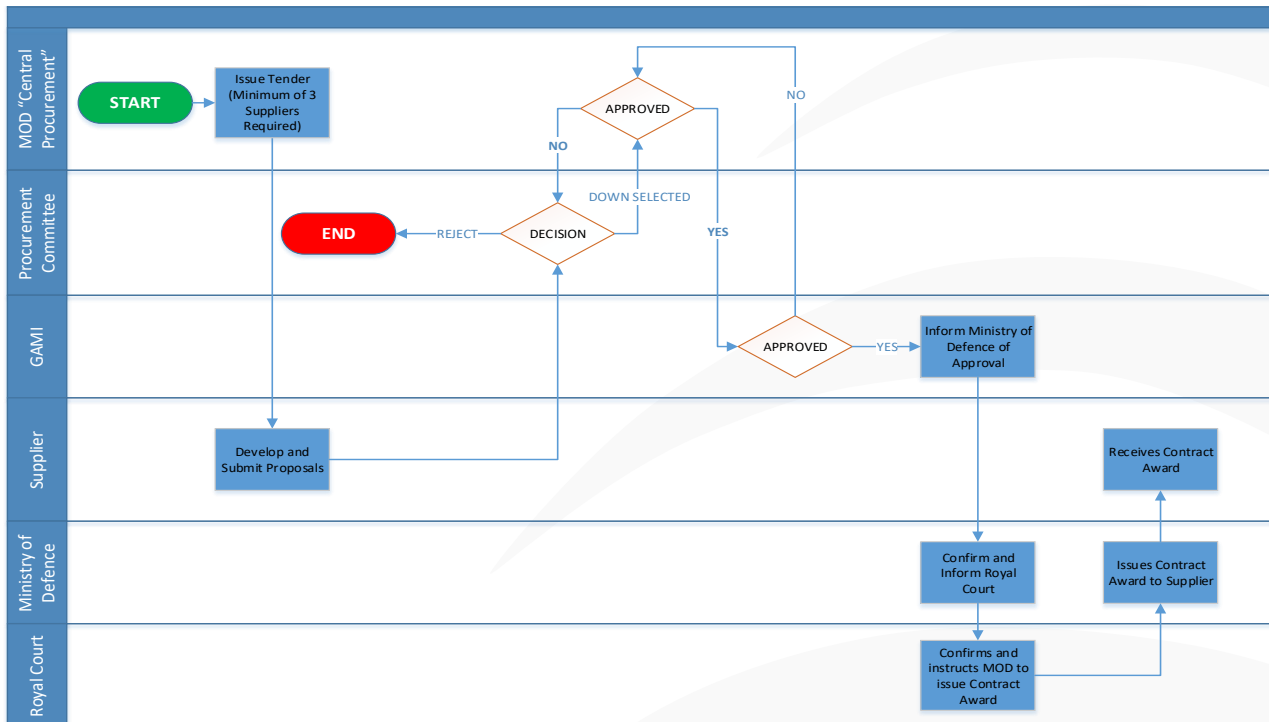 MOD "Central
Procurement"
START
Issue Tender
(Minimum of 3
Suppliers
Required)
APPROVED
NO
NO
DOWN SELECTED
YES
Procurement
Committee
END
REJECT
DECISION
GAMI
APPROVED
YES
Inform Ministry of
Defence of
Approval
Supplier
Develop and
Submit Proposals
Receives Contract
Award
Ministry of
Defence
Confirm and
Inform Royal
Court
Issues Contract
Award to Supplier
Royal Court
Confirms and
instructs MOD to
issue Contract
Award